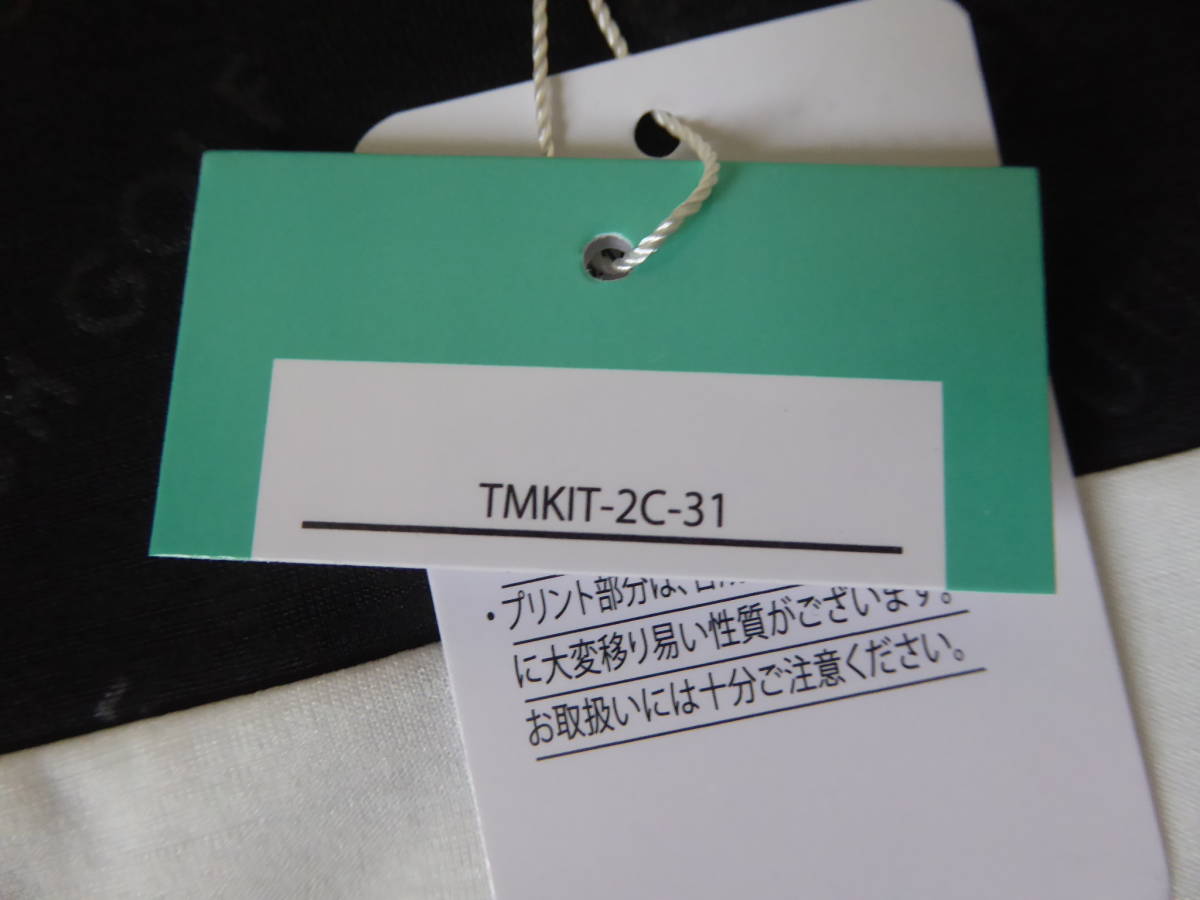 TMKIT-2C-31
・プリント部分は、
に大変移り易い性質がございます。
お取扱いには十分ご注意ください。